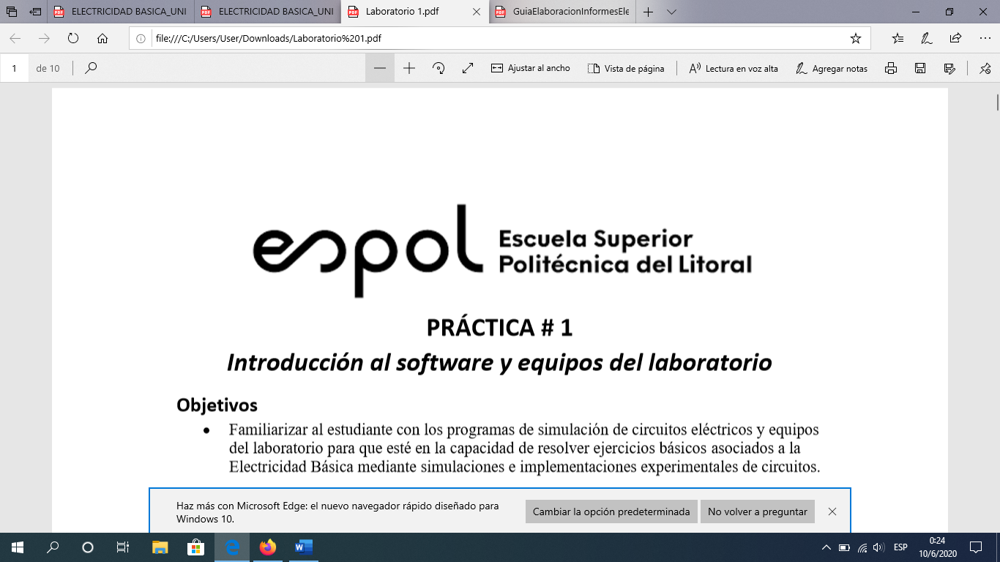 ELECTRICIDAD BASICA_UNI
ELECTRICIDAD BASICA_UNI
Laboratorio 1.pdf
GuiaElaboracionInformesEle
file:///C:/Users/User/Downloads/Laboratorio%201.pdf
1 de 10
Ajustar al ancho
Vista de página
Lectura en voz alta
Agregar notas
espol
Escuela Superior
Politécnica del Litoral
PRÁCTICA # 1
Introducción al software y equipos del laboratorio
Objetivos
• Familiarizar al estudiante con los programas de simulación de circuitos eléctricos y equipos
del laboratorio para que esté en la capacidad de resolver ejercicios básicos asociados a la
Electricidad Básica mediante simulaciones e implementaciones experimentales de circuitos.
Haz más con Microsoft Edge: el nuevo navegador rápido diseñado para
Windows 10.
Cambiar la opción predeterminada
No volver a preguntar
ESP
0:24
10/6/2020